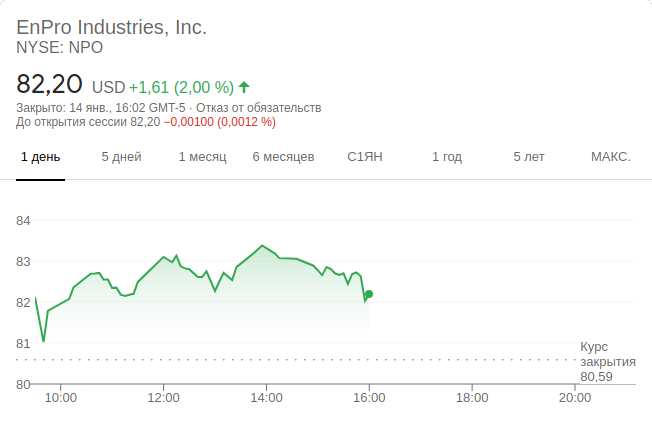 EnPro Industries, Inc.
NYSE: NPO
82,20 USD +1,61 (2,00 %)
Закрыто: 14 янв., 16:02 GMT-5 · Отказ от обязательств
До открытия сессии 82,20 −0,00100 (0,0012 %)
1 день 5 дней 1 месяц 6 месяцев С1ЯН 1 год 5 лет МАКС.
84
83
82
81
Курс
закрытия
80,59
80
10:00 12:00 14:00 16:00 18:00 20:00